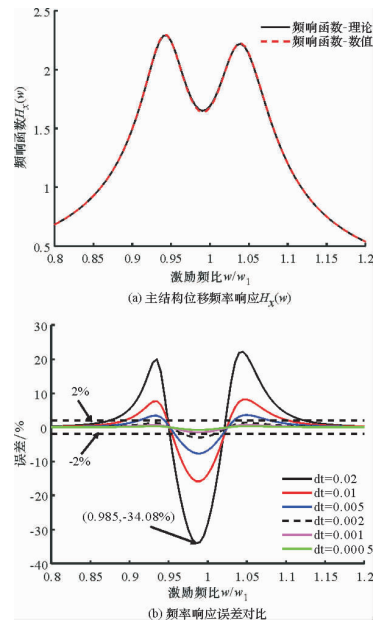 2.5
2
1.5
1
0.5
频响函数Hx(w)
频响函数-理论
频响函数-数值
0.8 0.85 0.9 0.95 1 1.05 1.1 1.15 1.2
激励频比w/w1
(a) 主结构位移频率响应Hx(w)
30
20
10
0
-10
-20
-30
-40
误差/%
2%
-2%
(0.985,-34.08%)
dt=0.02
dt=0.01
dt=0.005
dt=0.002
dt=0.001
dt=0.000 5
0.8 0.85 0.9 0.95 1 1.05 1.1 1.15 1.2
激励频比w/w1
(b) 频率响应误差对比